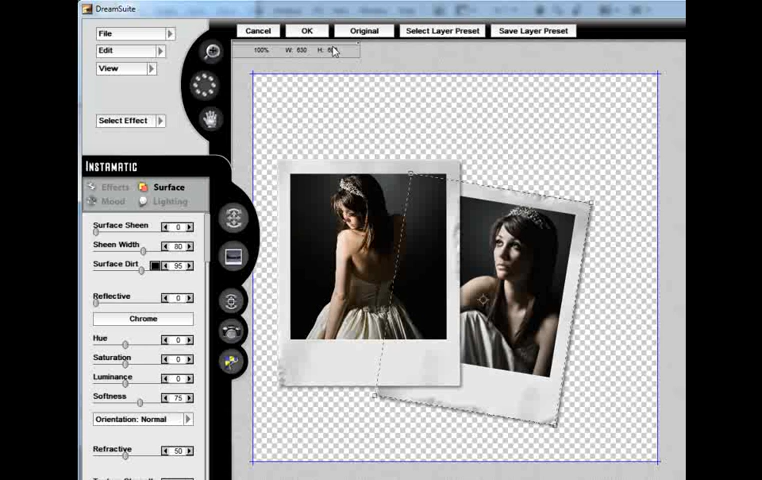 DreamSuite
File
Cancel OK Original Select Layer Preset Save Layer Preset
Edit
100% W: 630 H:
View
Select Effect
INSTAMATIC
Effects Surface
Mood Lighting
Surface Sheen 0
Sheen Width 80
Surface Dirt 95
Reflective 0
Chrome
Hue 0
Saturation 0
Luminance 0
Softness 75
Orientation: Normal
Refractive 50